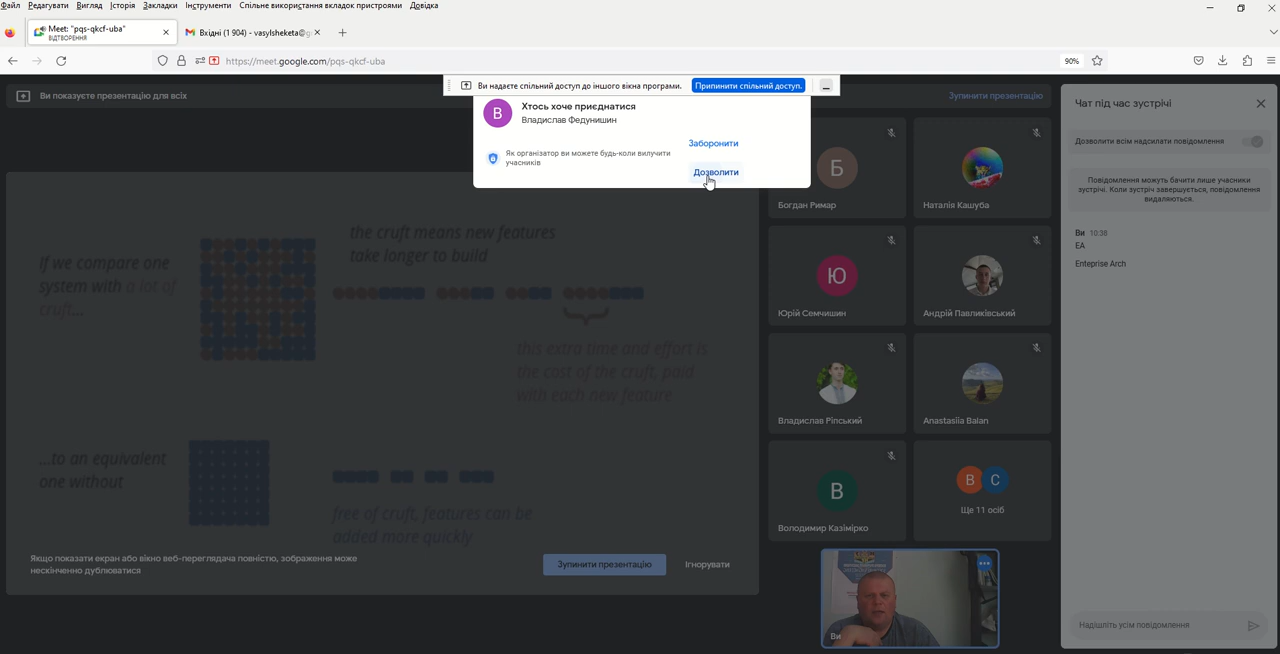 Файл Редагувати Вигляд Історія Закладки Інструменти Спільне використання вкладок пристроями Довідка
Meet: "pqs-qkcf-uba"
ВІДТВОРЕННЯ
Вхідні (1 904) - vasylsheketa@g
https://meet.google.com/pqs-qkcf-uba
90%
Ви надаєте спільний доступ до іншого вікна програми.
Припинити спільний доступ.
Ви показуєте презентацію для всіх
Зупинити презентацію
В
Хтось хоче приєднатися
Владислав Федунишин
Як організатор ви можете будь-коли вилучити
учасників
Заборонити
Дозволити
If we compare one
system with a lot of
cruft...
the cruft means new features
take longer to build
this extra time and effort is
the cost of the cruft, paid
with each new feature
...to an equivalent
one without
free of cruft, features can be
added more quickly
Якщо показати екран або вікно веб-переглядача повністю, зображення може
нескінченно дублюватися
Зупинити презентацію
Ігнорувати
Б
Богдан Римар
Наталія Кашуба
Ю
Юрій Семчишин
Андрій Павликівський
Владислав Ріпський
Anastasiia Balan
В
Володимир Казімірко
В С
Ще 11 осіб
Ви
Чат під час зустрічі
Дозволити всім надсилати повідомлення
Повідомлення можуть бачити лише учасники
зустрічі. Коли зустріч завершується, повідомлення
видаляються.
Ви 10:38
EA
Enteprise Arch
Надішліть усім повідомлення